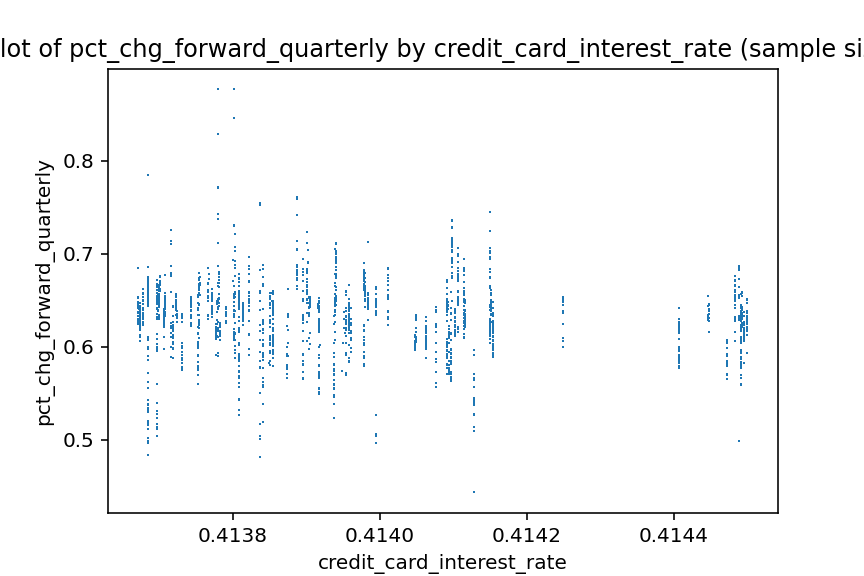 lot of pct_chg_forward_quarterly by credit_card_interest_rate (sample si
0.8
0.7
0.6
0.5
pct_chg_forward_quarterly
0.4138 0.4140 0.4142 0.4144
credit_card_interest_rate